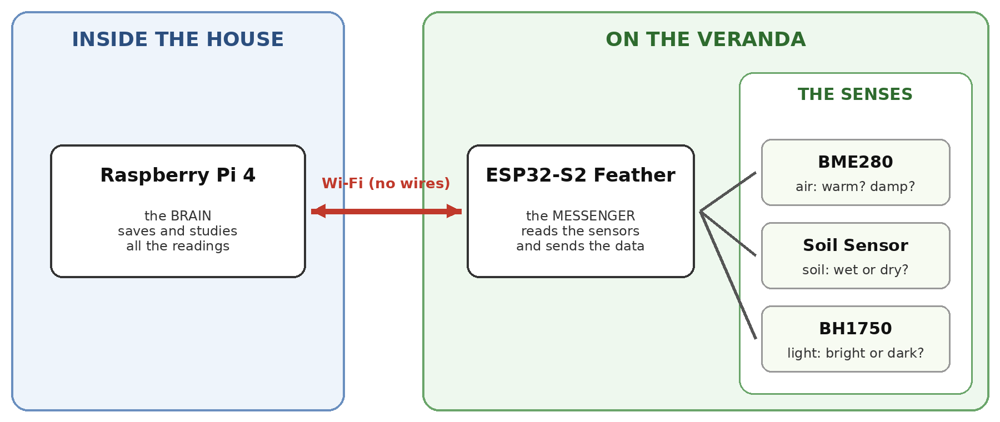 INSIDE THE HOUSE
Raspberry Pi 4
the BRAIN
saves and studies
all the readings
Wi-Fi (no wires)
ON THE VERANDA
ESP32-S2 Feather
the MESSENGER
reads the sensors
and sends the data
THE SENSES
BME280
air: warm? damp?
Soil Sensor
soil: wet or dry?
BH1750
light: bright or dark?